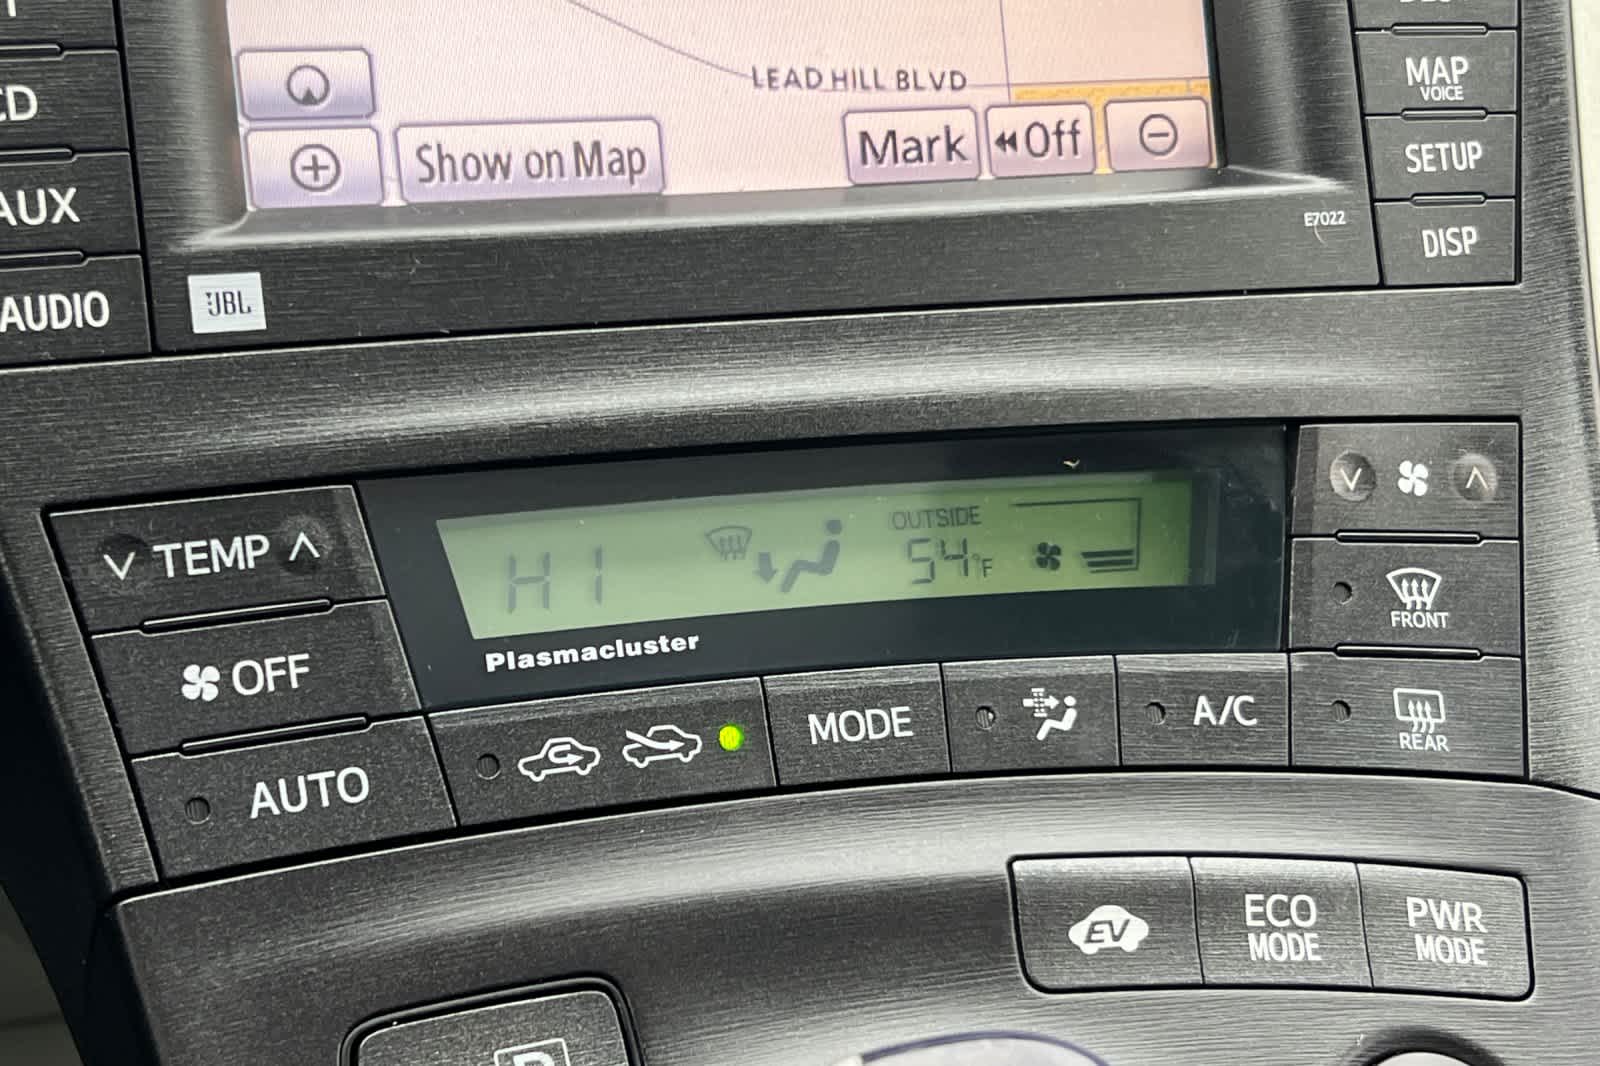 LEAD HILL BLVD
Show on Map
Mark
Off
MAP
VOICE
SETUP
DISP
E7022
AUX
AUDIO
JBL
TEMP
OFF
AUTO
HI
OUTSIDE
54°F
Plasmacluster
MODE
A/C
FRONT
REAR
EV
ECO
MODE
PWR
MODE